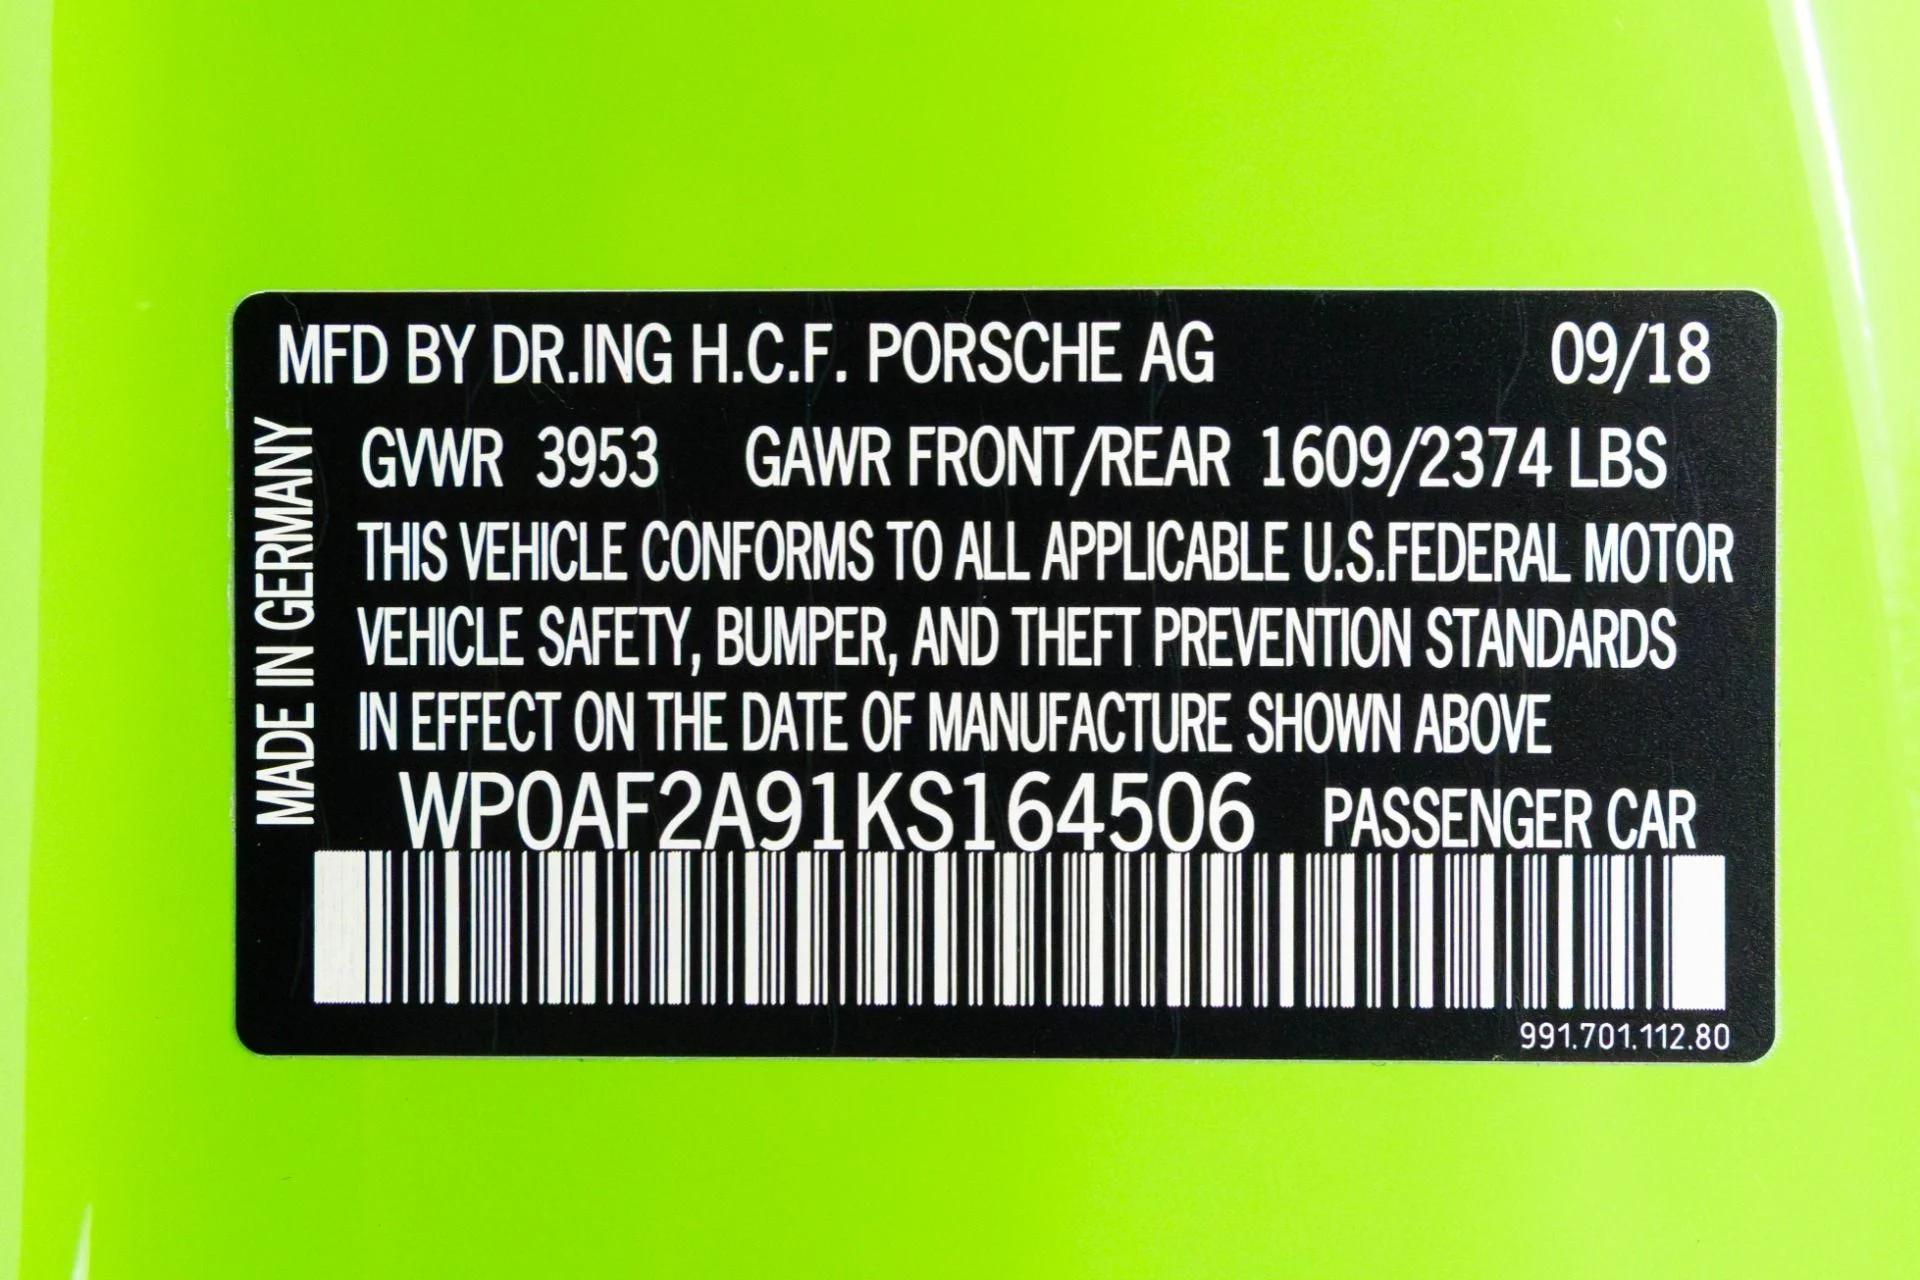 MFD BY DR.ING H.C.F. PORSCHE AG 09/18
MADE IN GERMANY
GVWR 3953 GAWR FRONT/REAR 1609/2374 LBS
THIS VEHICLE CONFORMS TO ALL APPLICABLE U.S.FEDERAL MOTOR
VEHICLE SAFETY, BUMPER, AND THEFT PREVENTION STANDARDS
IN EFFECT ON THE DATE OF MANUFACTURE SHOWN ABOVE
WP0AF2A91KS164506 PASSENGER CAR
991.701.112.80